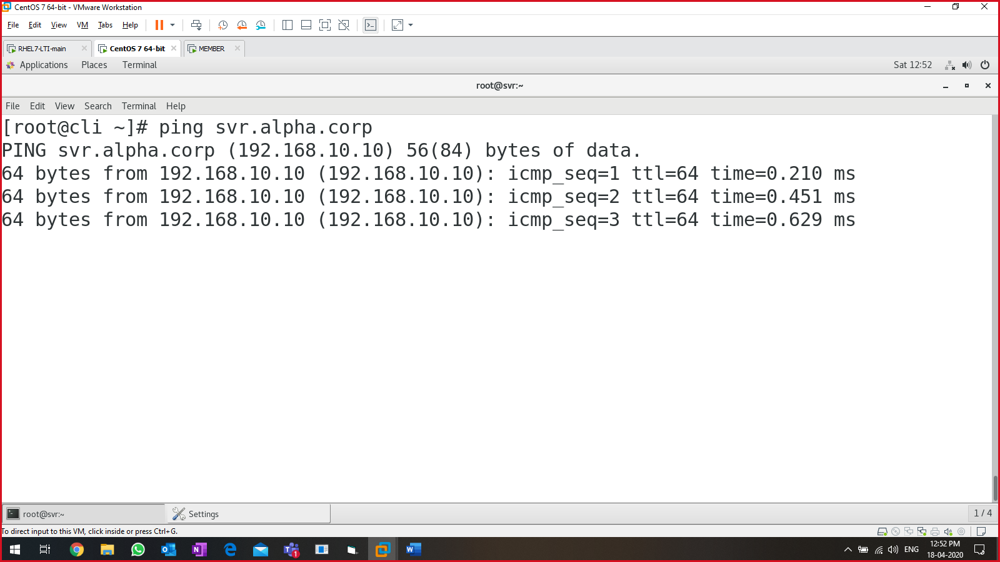 CentOS 7 64-bit - VMware Workstation
File Edit View VM Tabs Help
RHEL7-LTI-main CentOS 7 64-bit MEMBER
Applications Places Terminal Sat 12:52
root@svr:~
File Edit View Search Terminal Help
[root@cli ~]# ping svr.alpha.corp
PING svr.alpha.corp (192.168.10.10) 56(84) bytes of data.
64 bytes from 192.168.10.10 (192.168.10.10): icmp_seq=1 ttl=64 time=0.210 ms
64 bytes from 192.168.10.10 (192.168.10.10): icmp_seq=2 ttl=64 time=0.451 ms
64 bytes from 192.168.10.10 (192.168.10.10): icmp_seq=3 ttl=64 time=0.629 ms
root@svr:~ Settings 1 / 4
To direct input to this VM, click inside or press Ctrl+G.
1
ENG
12:52 PM
18-04-2020